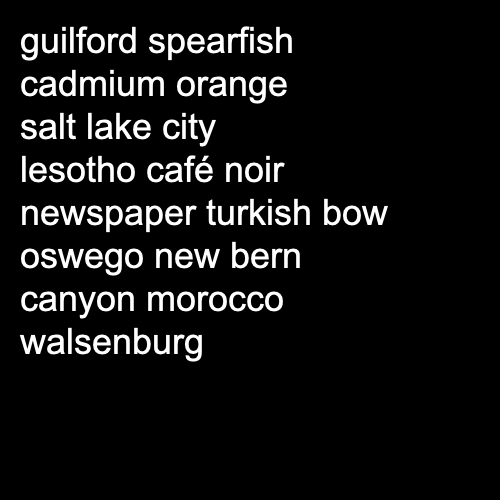 guilford spearfish
cadmium orange
salt lake city
lesotho café noir
newspaper turkish bow
oswego new bern
canyon morocco
walsenburg